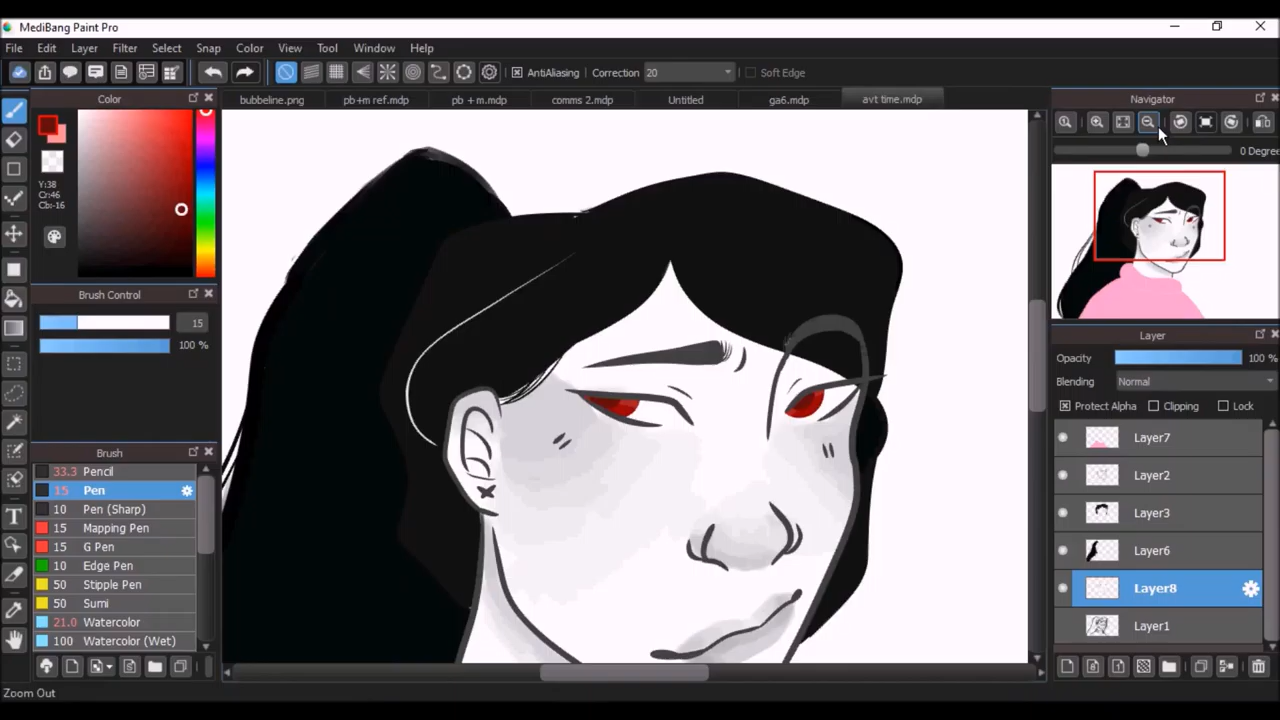 MediBang Paint Pro
File Edit Layer Filter Select Snap Color View Tool Window Help
AntiAliasing Correction 20 Soft Edge
Color
bubbeline.png pb+m ref.mdp pb + m.mdp comms 2.mdp Untitled ga6.mdp avt time.mdp
Navigator
0 Degree
Y:38
Cr:46
Cb:-16
Brush Control
15
100 %
Layer
Opacity 100 %
Blending Normal
Protect Alpha Clipping Lock
Layer7
Layer2
Layer3
Layer6
Layer8
Layer1
Brush
33.3 Pencil
15 Pen
10 Pen (Sharp)
15 Mapping Pen
15 G Pen
10 Edge Pen
50 Stipple Pen
50 Sumi
21.0 Watercolor
100 Watercolor (Wet)
Zoom Out